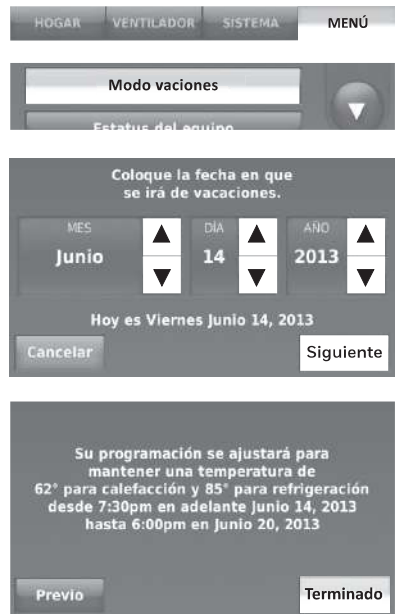 HOGAR VENTILADOR SISTEMA MENÚ
Modo vaciones
Estatus del equipo
Coloque la fecha en que
se irá de vacaciones.
MES DÍA AÑO
Junio 14 2013
Hoy es Viernes Junio 14, 2013
Cancelar Siguiente
Su programación se ajustará para
mantener una temperatura de
62° para calefacción y 85° para refrigeración
desde 7:30pm en adelante Junio 14, 2013
hasta 6:00pm en Junio 20, 2013
Previo Terminado